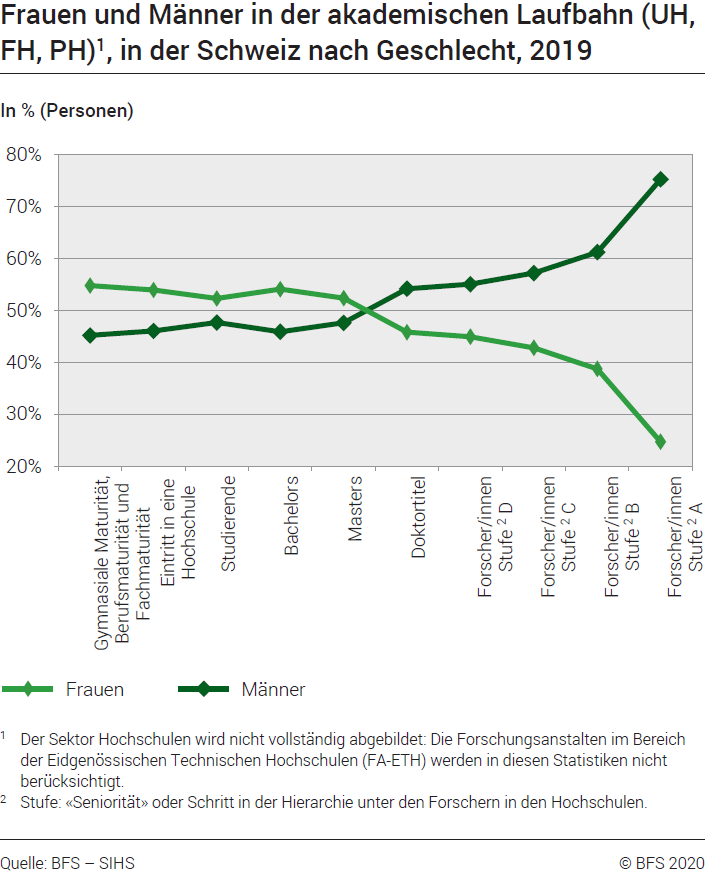 Frauen und Männer in der akademischen Laufbahn (UH,
FH, PH)¹, in der Schweiz nach Geschlecht, 2019
In % (Personen)
80%
70%
60%
50%
40%
30%
20%
Gymnasiale Maturität,
Berufsmaturität und
Fachmaturität
Eintritt in eine
Hochschule
Studierende
Bachelors
Masters
Doktortitel
Forscher/innen
Stufe ² D
Forscher/innen
Stufe ² C
Forscher/innen
Stufe ² B
Forscher/innen
Stufe ² A
Frauen
Männer
¹ Der Sektor Hochschulen wird nicht vollständig abgebildet: Die Forschungsanstalten im Bereich
der Eidgenössischen Technischen Hochschulen (FA-ETH) werden in diesen Statistiken nicht
berücksichtigt.
² Stufe: «Seniorität» oder Schritt in der Hierarchie unter den Forschern in den Hochschulen.
Quelle: BFS – SIHS
© BFS 2020